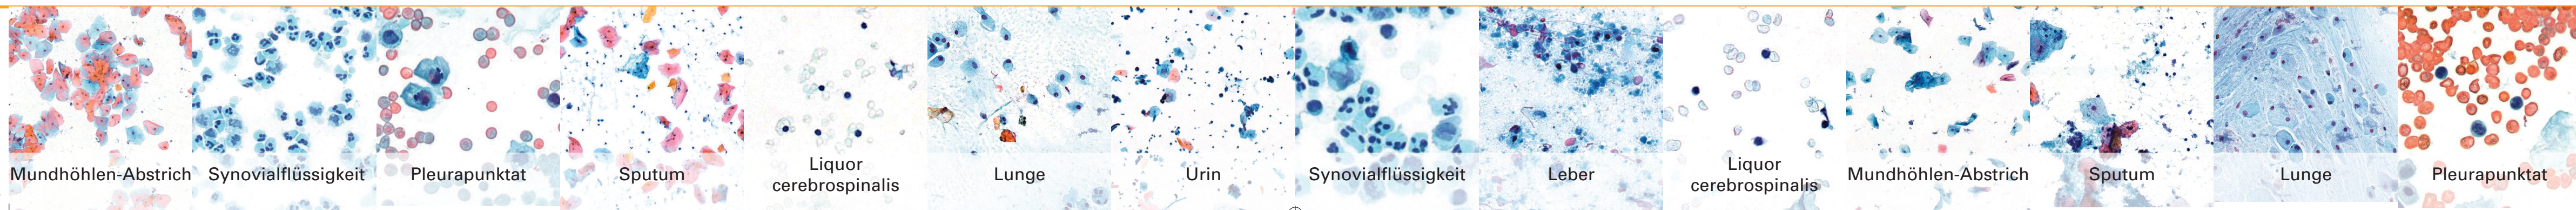 Mundhöhlen-Abstrich
Synovialflüssigkeit
Pleurapunktat
Sputum
Liquor
cerebrospinalis
Lunge
Urin
Synovialflüssigkeit
Leber
Liquor
cerebrospinalis
Mundhöhlen-Abstrich
Sputum
Lunge
Pleurapunktat